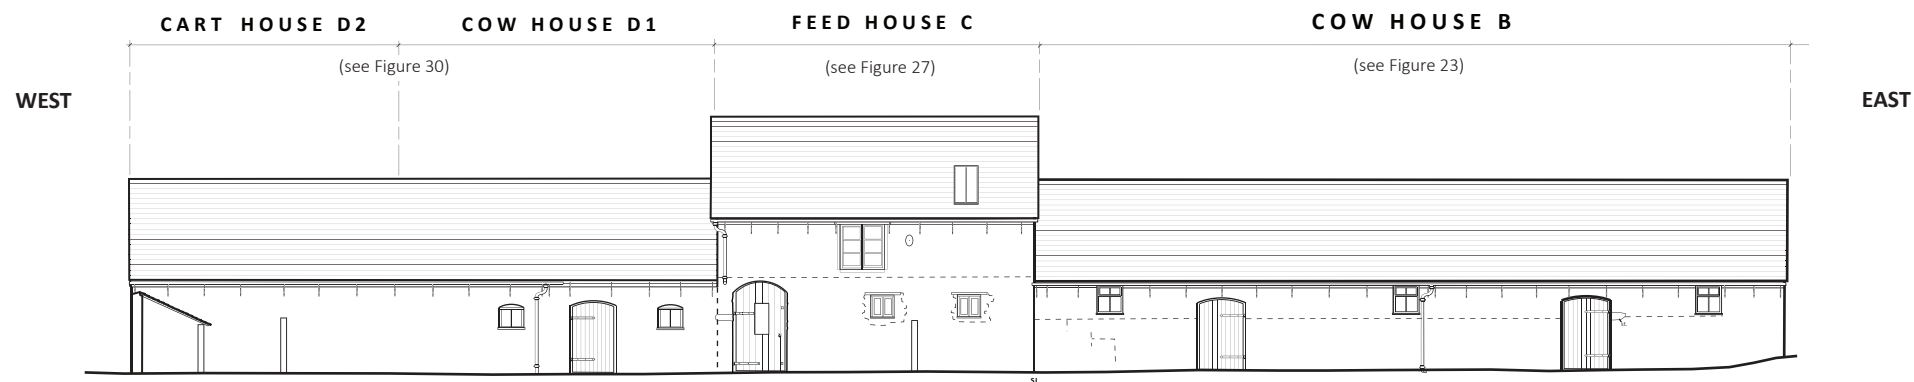 CART HOUSE D2 COW HOUSE D1 FEED HOUSE C COW HOUSE B
(see Figure 30) (see Figure 27) (see Figure 23)
WEST EAST